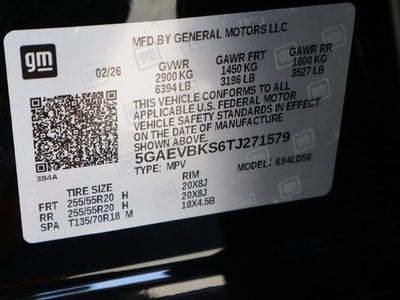 gm
MFD BY GENERAL MOTORS LLC
02/26 GVWR GAWR FRT GAWR RR
2900 KG 1450 KG 1600 KG
6394 LB 3196 LB 3527 LB
THIS VEHICLE CONFORMS TO ALL
APPLICABLE U.S. FEDERAL MOTOR
VEHICLE SAFETY STANDARDS IN EFFECT
ON THE DATE OF MANUFACTURE
SHOWN ABOVE.
5GAEVBKS6TJ271579
384A TYPE: MPV MODEL: 694LD56
TIRE SIZE RIM
FRT 255/55R20 H 20X8J
RR 255/55R20 H 20X8J
SPA T135/70R18 M 18X4.5B